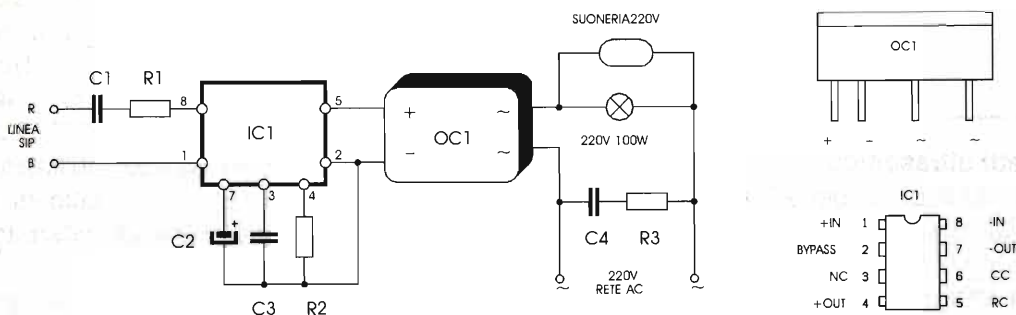 SUONERIA220V
C1
R1
R
LINEA
SIP
B
8
1
IC1
5
2
7
3
4
+
−
~
~
OC1
220V 100W
C2
+
C3
R2
C4
R3
~
220V
RETE AC
~
OC1
+
−
~
~
IC1
+IN 1
8 -IN
BYPASS 2
7 -OUT
NC 3
6 CC
+OUT 4
5 RC